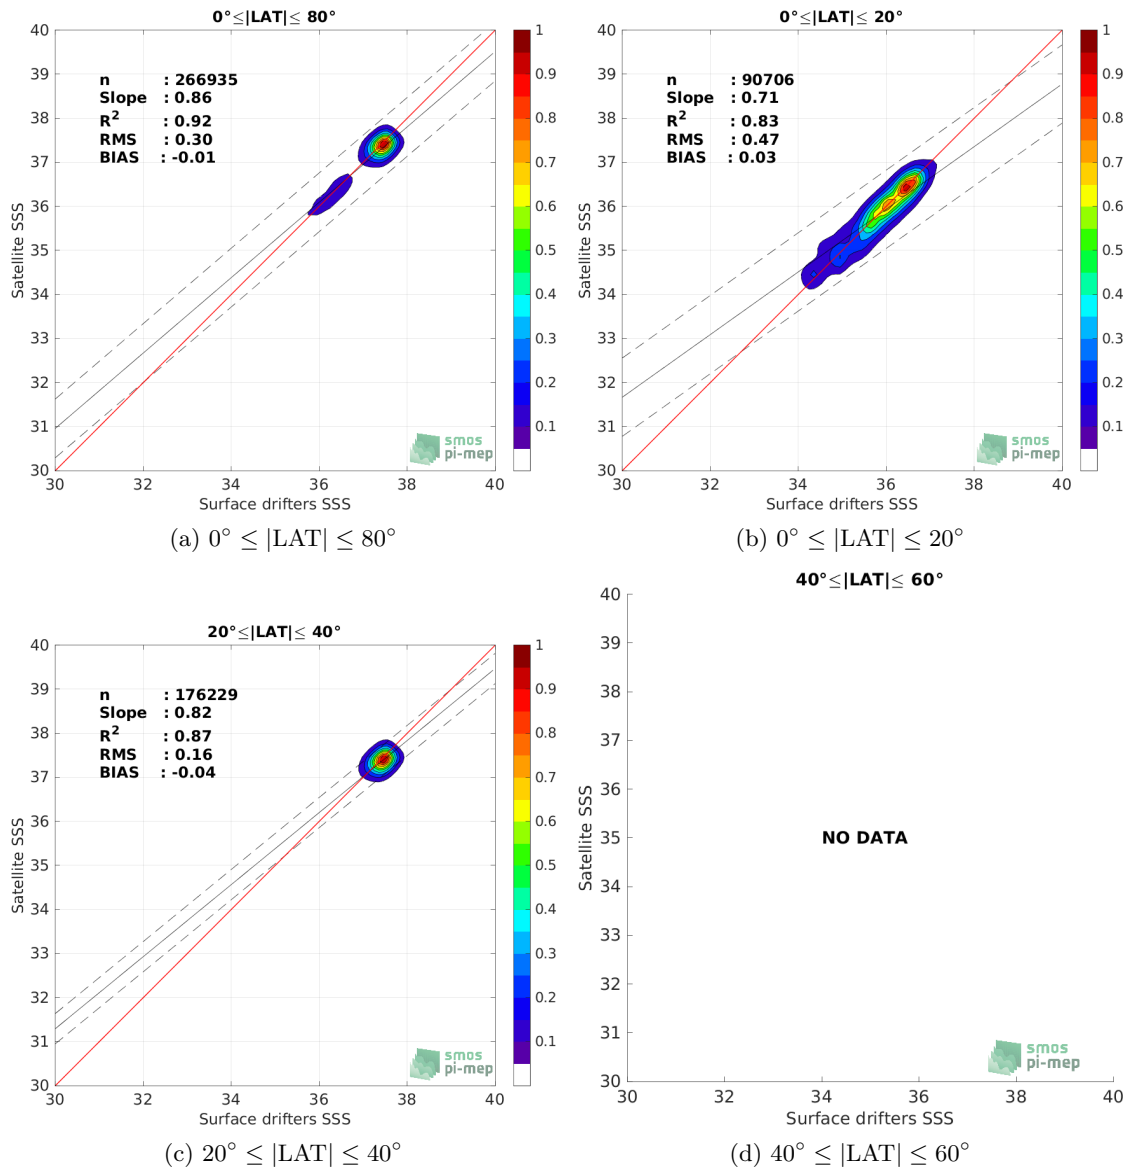 0°≤|LAT|≤ 80°
40
39
38
37
36
35
34
33
32
31
30
Satellite SSS
n : 266935
Slope : 0.86
R² : 0.92
RMS : 0.30
BIAS : -0.01
smos
pi-mep
30 32 34 36 38 40
Surface drifters SSS
1
0.9
0.8
0.7
0.6
0.5
0.4
0.3
0.2
0.1
(a) 0° ≤ |LAT| ≤ 80°
0°≤|LAT|≤ 20°
40
39
38
37
36
35
34
33
32
31
30
Satellite SSS
n : 90706
Slope : 0.71
R² : 0.83
RMS : 0.47
BIAS : 0.03
smos
pi-mep
30 32 34 36 38 40
Surface drifters SSS
1
0.9
0.8
0.7
0.6
0.5
0.4
0.3
0.2
0.1
(b) 0° ≤ |LAT| ≤ 20°
20°≤|LAT|≤ 40°
40
39
38
37
36
35
34
33
32
31
30
Satellite SSS
n : 176229
Slope : 0.82
R² : 0.87
RMS : 0.16
BIAS : -0.04
smos
pi-mep
30 32 34 36 38 40
Surface drifters SSS
1
0.9
0.8
0.7
0.6
0.5
0.4
0.3
0.2
0.1
(c) 20° ≤ |LAT| ≤ 40°
40°≤|LAT|≤ 60°
40
39
38
37
36
35
34
33
32
31
30
Satellite SSS
NO DATA
smos
pi-mep
30 32 34 36 38 40
Surface drifters SSS
(d) 40° ≤ |LAT| ≤ 60°